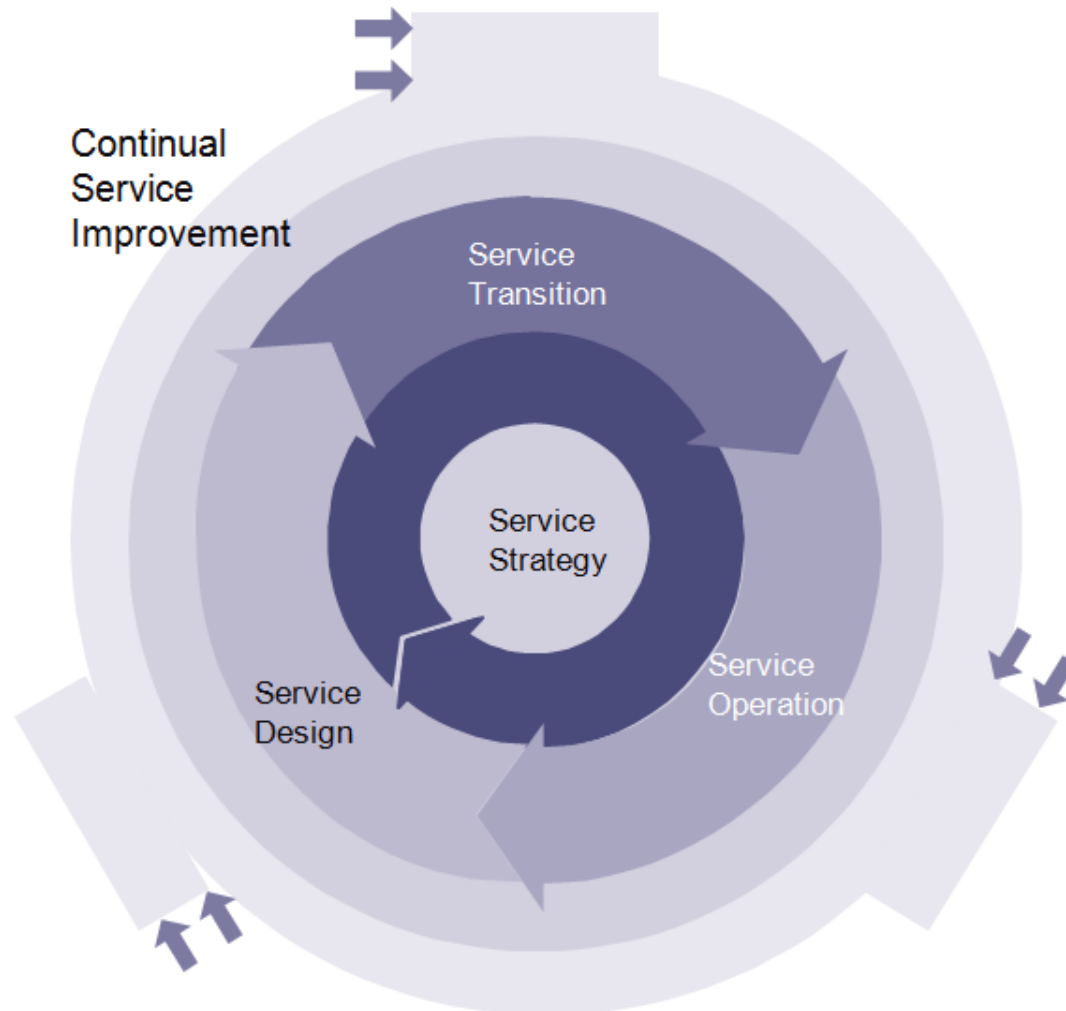 Continual
Service
Improvement
Service
Transition
Service
Strategy
Service
Design
Service
Operation